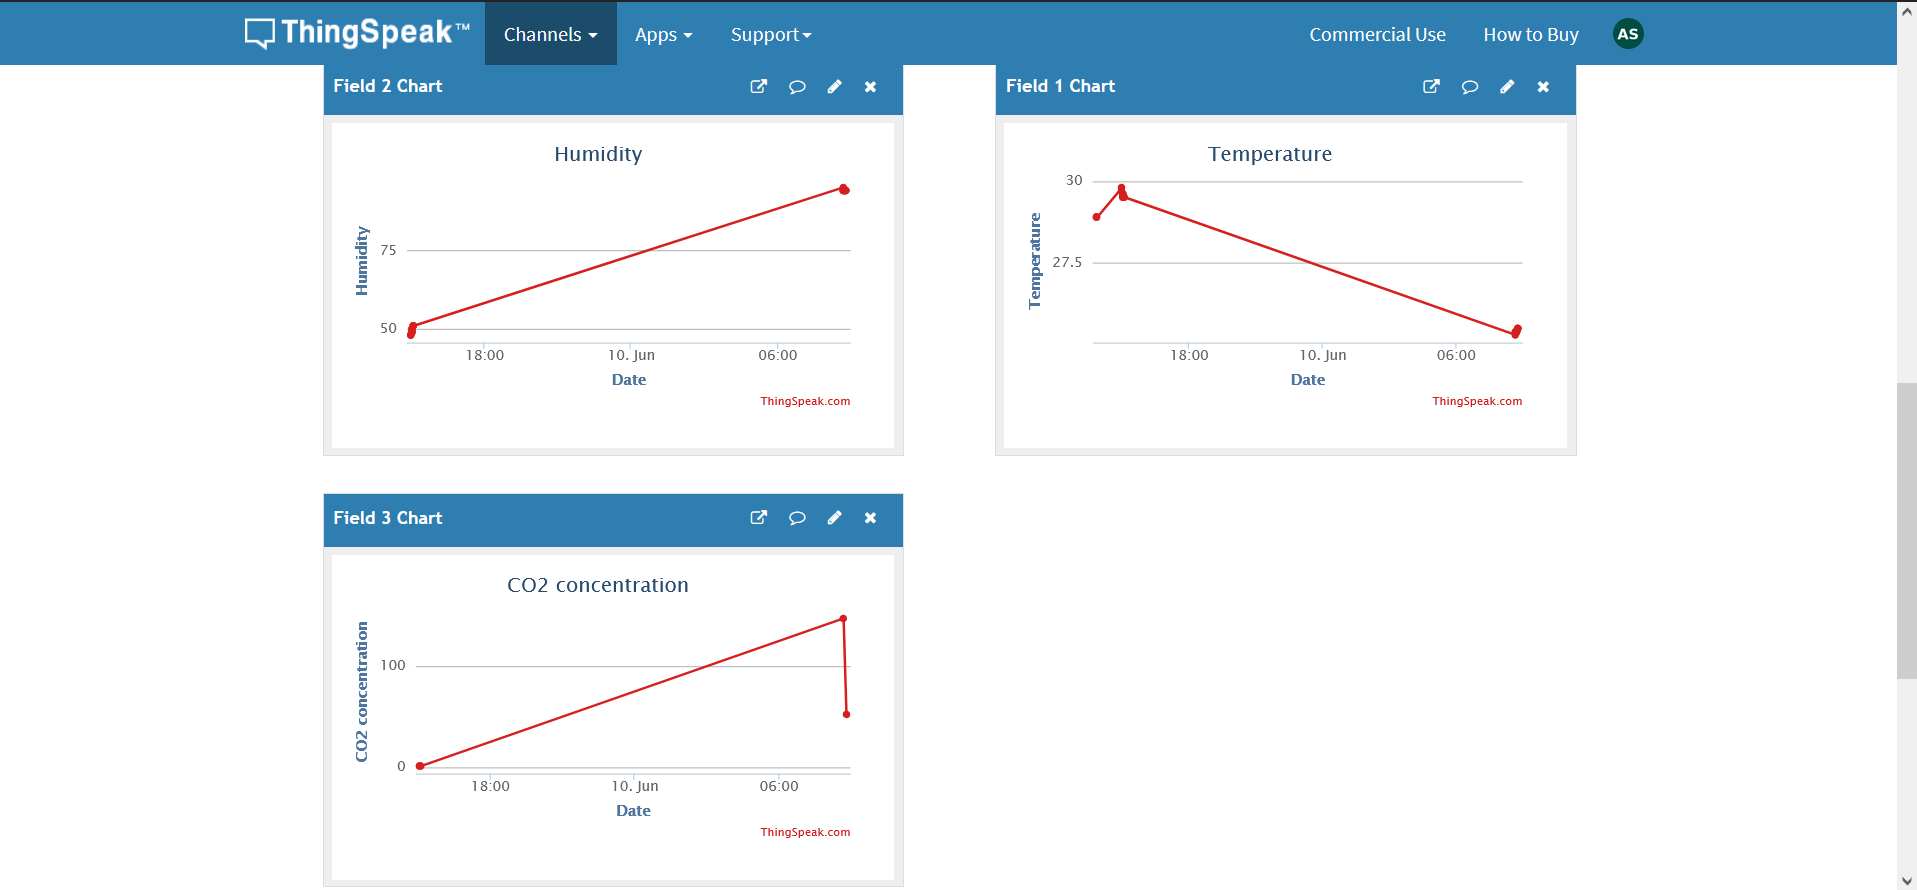 ThingSpeak™ Channels Apps Support Commercial Use How to Buy AS
Field 2 Chart
Humidity
Humidity
75
50
18:00 10. Jun 06:00
Date
ThingSpeak.com
Field 1 Chart
Temperature
Temperature
30
27.5
18:00 10. Jun 06:00
Date
ThingSpeak.com
Field 3 Chart
CO2 concentration
CO2 concentration
100
0
18:00 10. Jun 06:00
Date
ThingSpeak.com